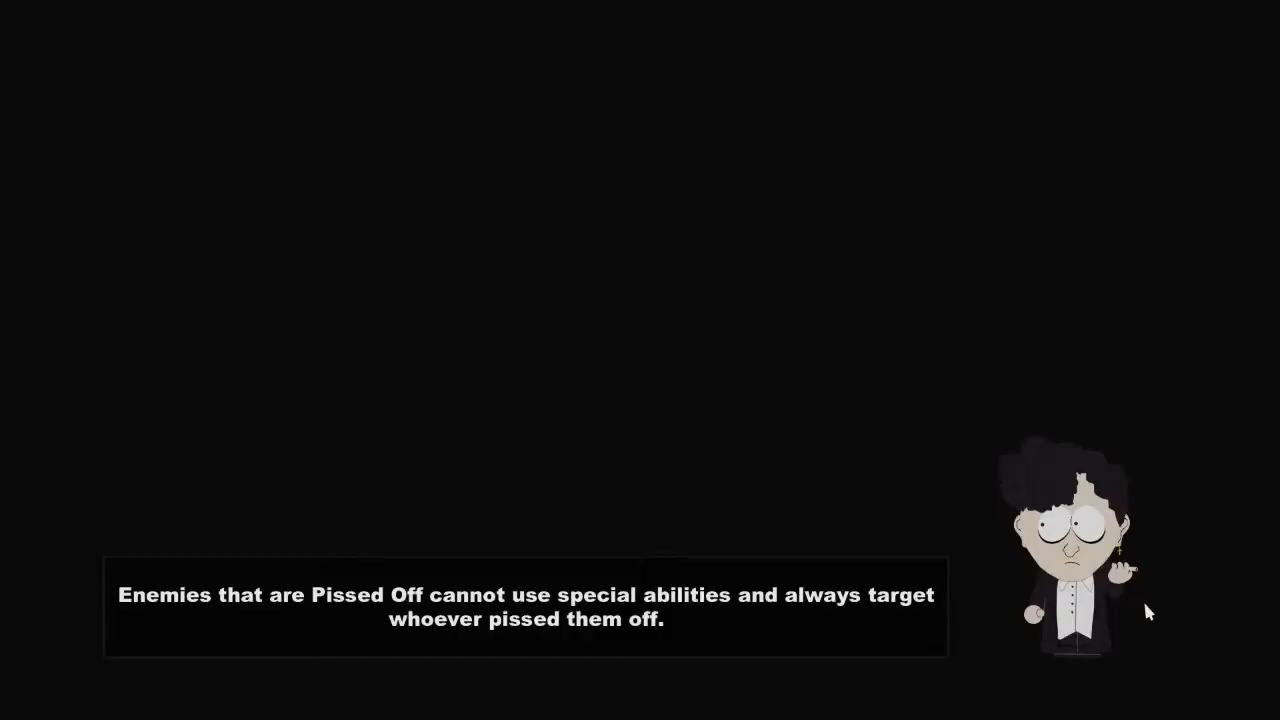 Enemies that are Pissed Off cannot use special abilities and always target
whoever pissed them off.